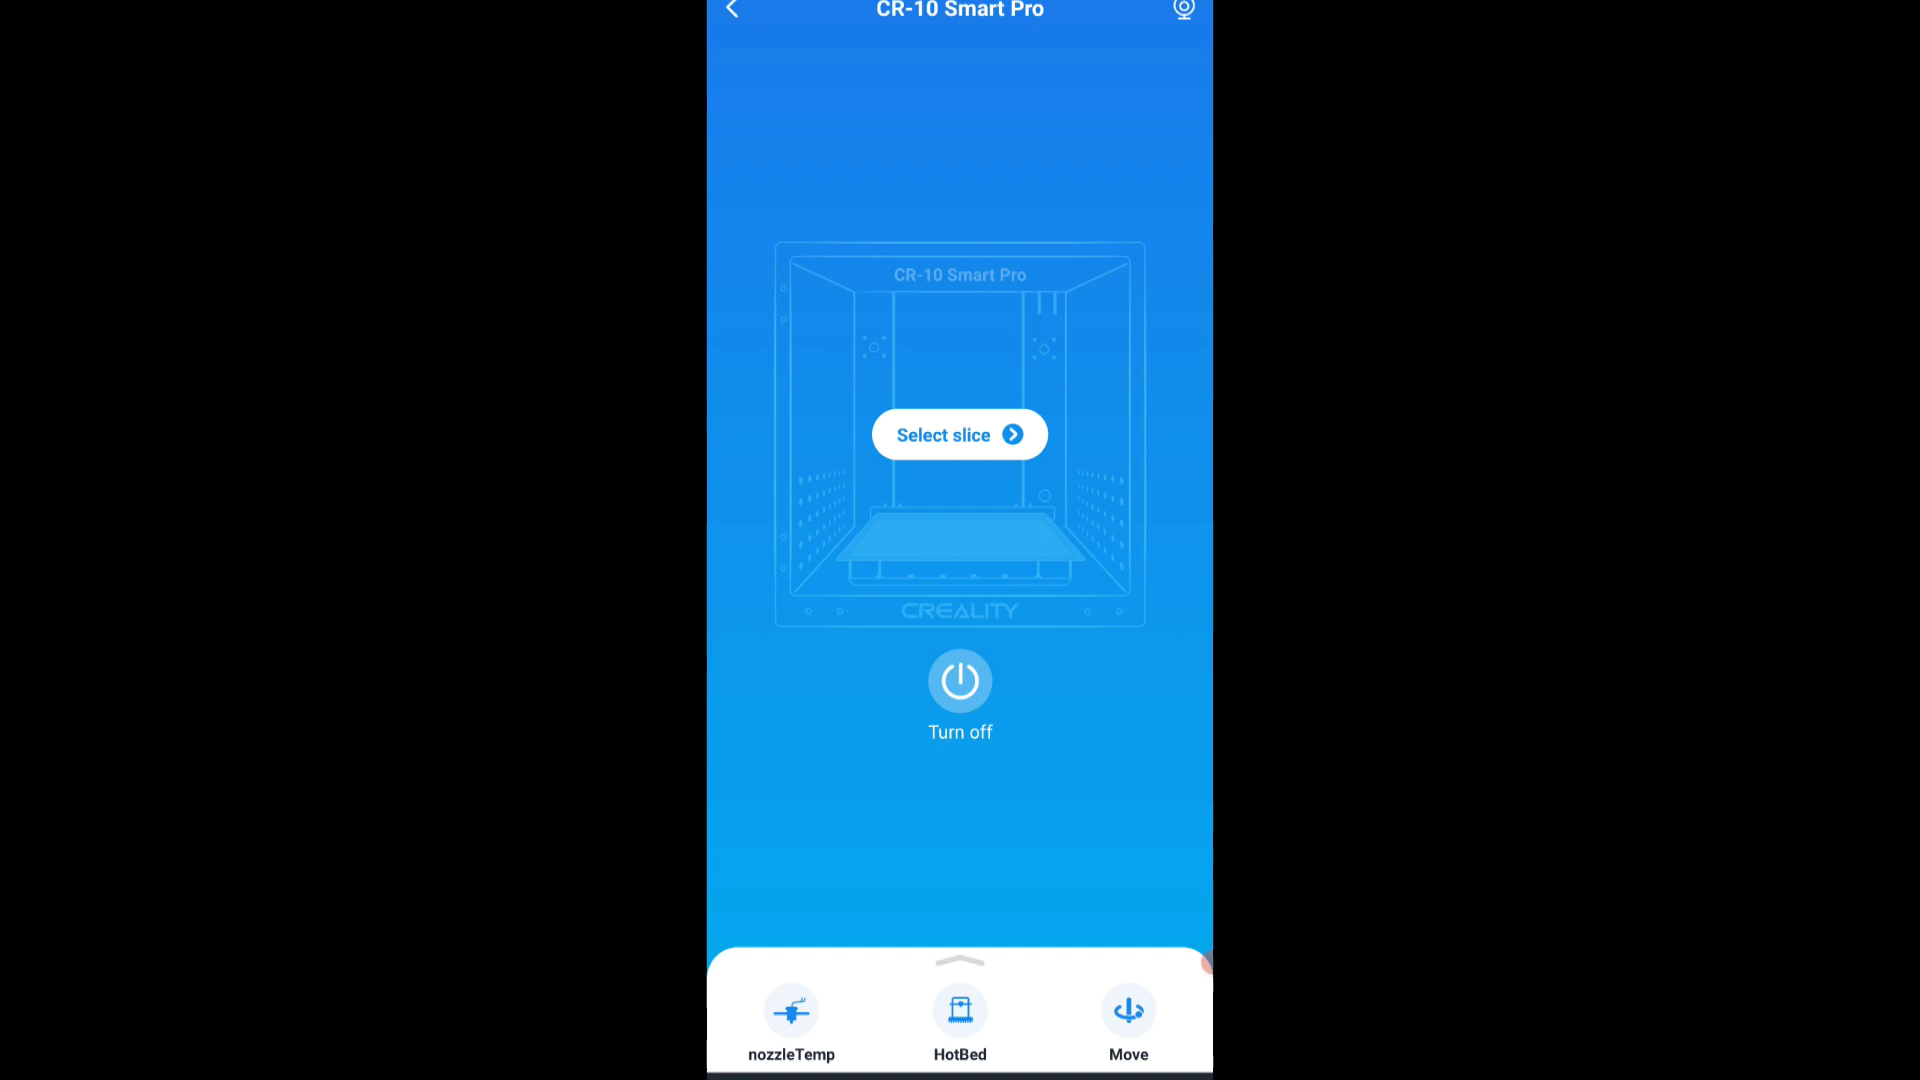 CR-10 Smart Pro
CR-10 Smart Pro
Select slice
CREALITY
Turn off
nozzleTemp
HotBed
Move